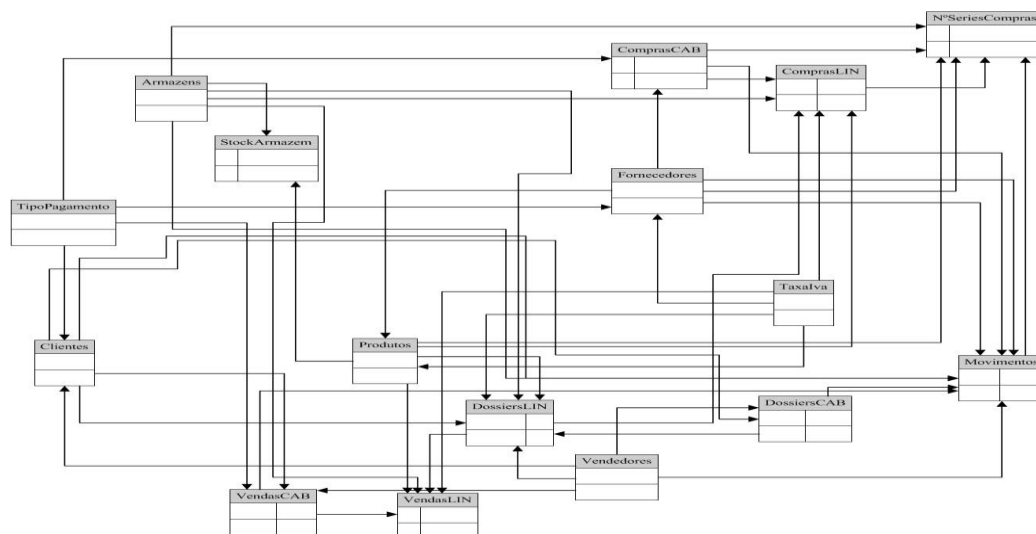 NºSeriesCompras
ComprasCAB
ComprasLIN
Armazens
StockArmazem
Fornecedores
TipoPagamento
TaxaIva
Clientes
Produtos
Movimentos
DossiersLIN
DossiersCAB
Vendedores
VendasCAB
VendasLIN